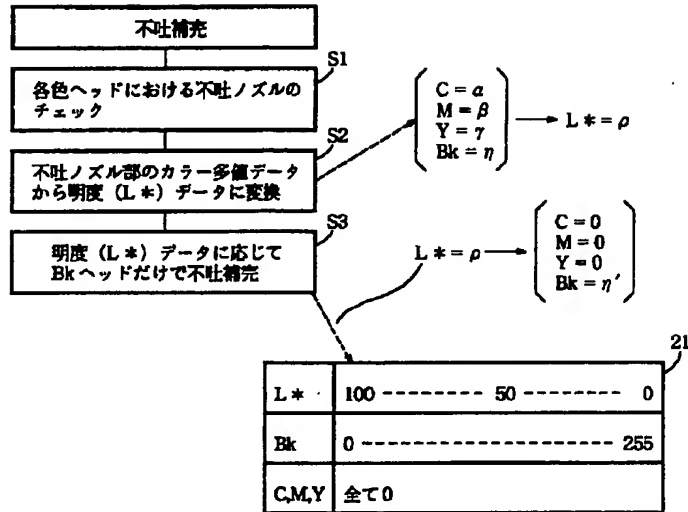 不吐補充
S1
各色ヘッドにおける不吐ノズルの
チェック
S2
不吐ノズル部のカラー多値データ
から明度（L＊）データに変換
S3
明度（L＊）データに応じて
Bkヘッドだけで不吐補完
C = α
M = β
Y = γ
Bk = η
L * = ρ
L * = ρ
C = 0
M = 0
Y = 0
Bk = η'
21
L * 100 --------- 50 -------- 0
Bk 0 ------------------ 255
C,M,Y 全て0